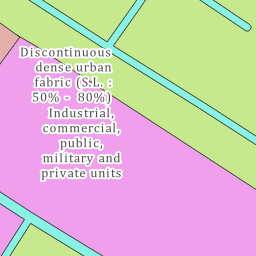 Discontinuous
dense urban
fabric (S.L. :
50% - 80%)
Industrial,
commercial,
public,
military and
private units